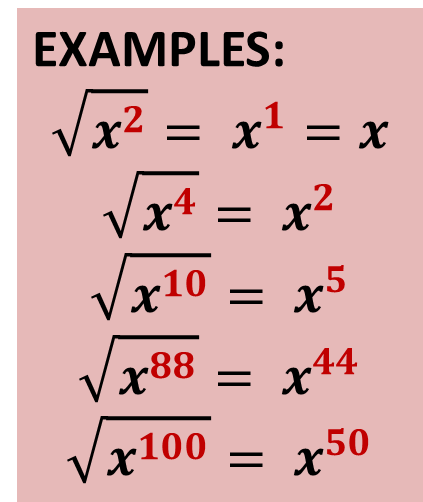 EXAMPLES:
√x² = x¹ = x
√x⁴ = x²
√x¹⁰ = x⁵
√x⁸⁸ = x⁴⁴
√x¹⁰⁰ = x⁵⁰